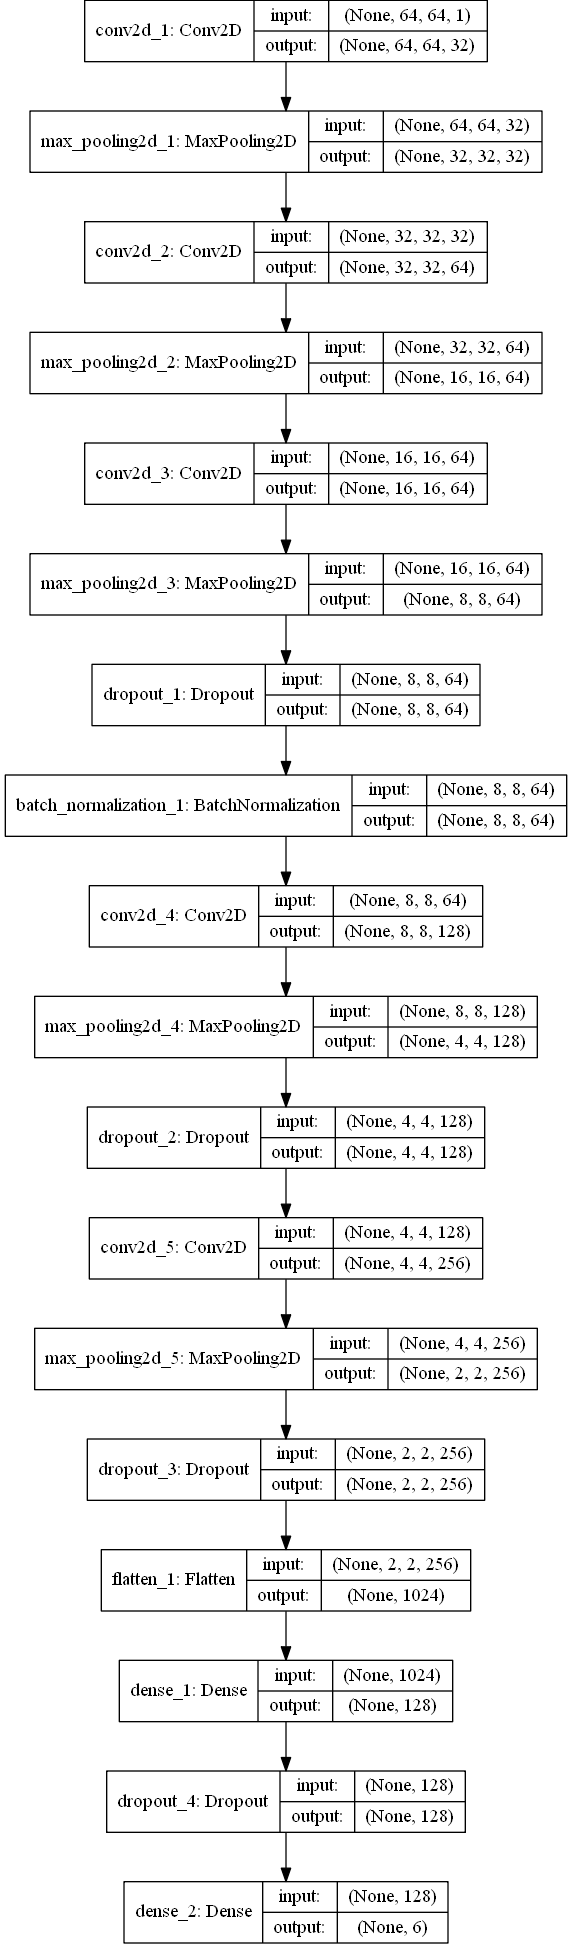 conv2d_1: Conv2D
input: (None, 64, 64, 1)
output: (None, 64, 64, 32)
max_pooling2d_1: MaxPooling2D
input: (None, 64, 64, 32)
output: (None, 32, 32, 32)
conv2d_2: Conv2D
input: (None, 32, 32, 32)
output: (None, 32, 32, 64)
max_pooling2d_2: MaxPooling2D
input: (None, 32, 32, 64)
output: (None, 16, 16, 64)
conv2d_3: Conv2D
input: (None, 16, 16, 64)
output: (None, 16, 16, 64)
max_pooling2d_3: MaxPooling2D
input: (None, 16, 16, 64)
output: (None, 8, 8, 64)
dropout_1: Dropout
input: (None, 8, 8, 64)
output: (None, 8, 8, 64)
batch_normalization_1: BatchNormalization
input: (None, 8, 8, 64)
output: (None, 8, 8, 64)
conv2d_4: Conv2D
input: (None, 8, 8, 64)
output: (None, 8, 8, 128)
max_pooling2d_4: MaxPooling2D
input: (None, 8, 8, 128)
output: (None, 4, 4, 128)
dropout_2: Dropout
input: (None, 4, 4, 128)
output: (None, 4, 4, 128)
conv2d_5: Conv2D
input: (None, 4, 4, 128)
output: (None, 4, 4, 256)
max_pooling2d_5: MaxPooling2D
input: (None, 4, 4, 256)
output: (None, 2, 2, 256)
dropout_3: Dropout
input: (None, 2, 2, 256)
output: (None, 2, 2, 256)
flatten_1: Flatten
input: (None, 2, 2, 256)
output: (None, 1024)
dense_1: Dense
input: (None, 1024)
output: (None, 128)
dropout_4: Dropout
input: (None, 128)
output: (None, 128)
dense_2: Dense
input: (None, 128)
output: (None, 6)